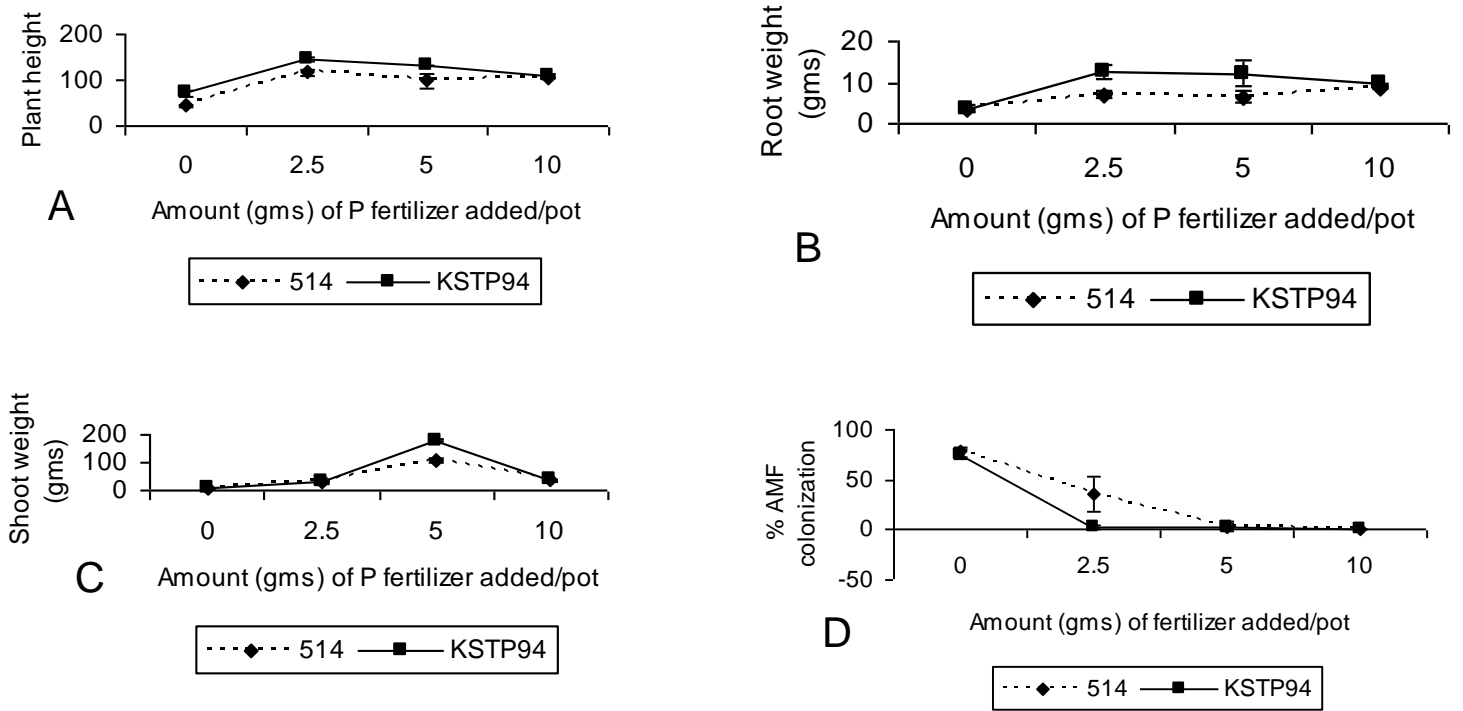 Plant height
200
100
0
0 2.5 5 10
A
Amount (gms) of P fertilizer added/pot
514 KSTP94
Root weight
(gms)
20
10
0
0 2.5 5 10
Amount (gms) of P fertilizer added/pot
B
514 KSTP94
Shoot weight
(gms)
200
100
0
0 2.5 5 10
C
Amount (gms) of P fertilizer added/pot
514 KSTP94
% AMF
colonization
100
50
0
-50
0 2.5 5 10
Amount (gms) of fertilizer added/pot
D
514 KSTP94